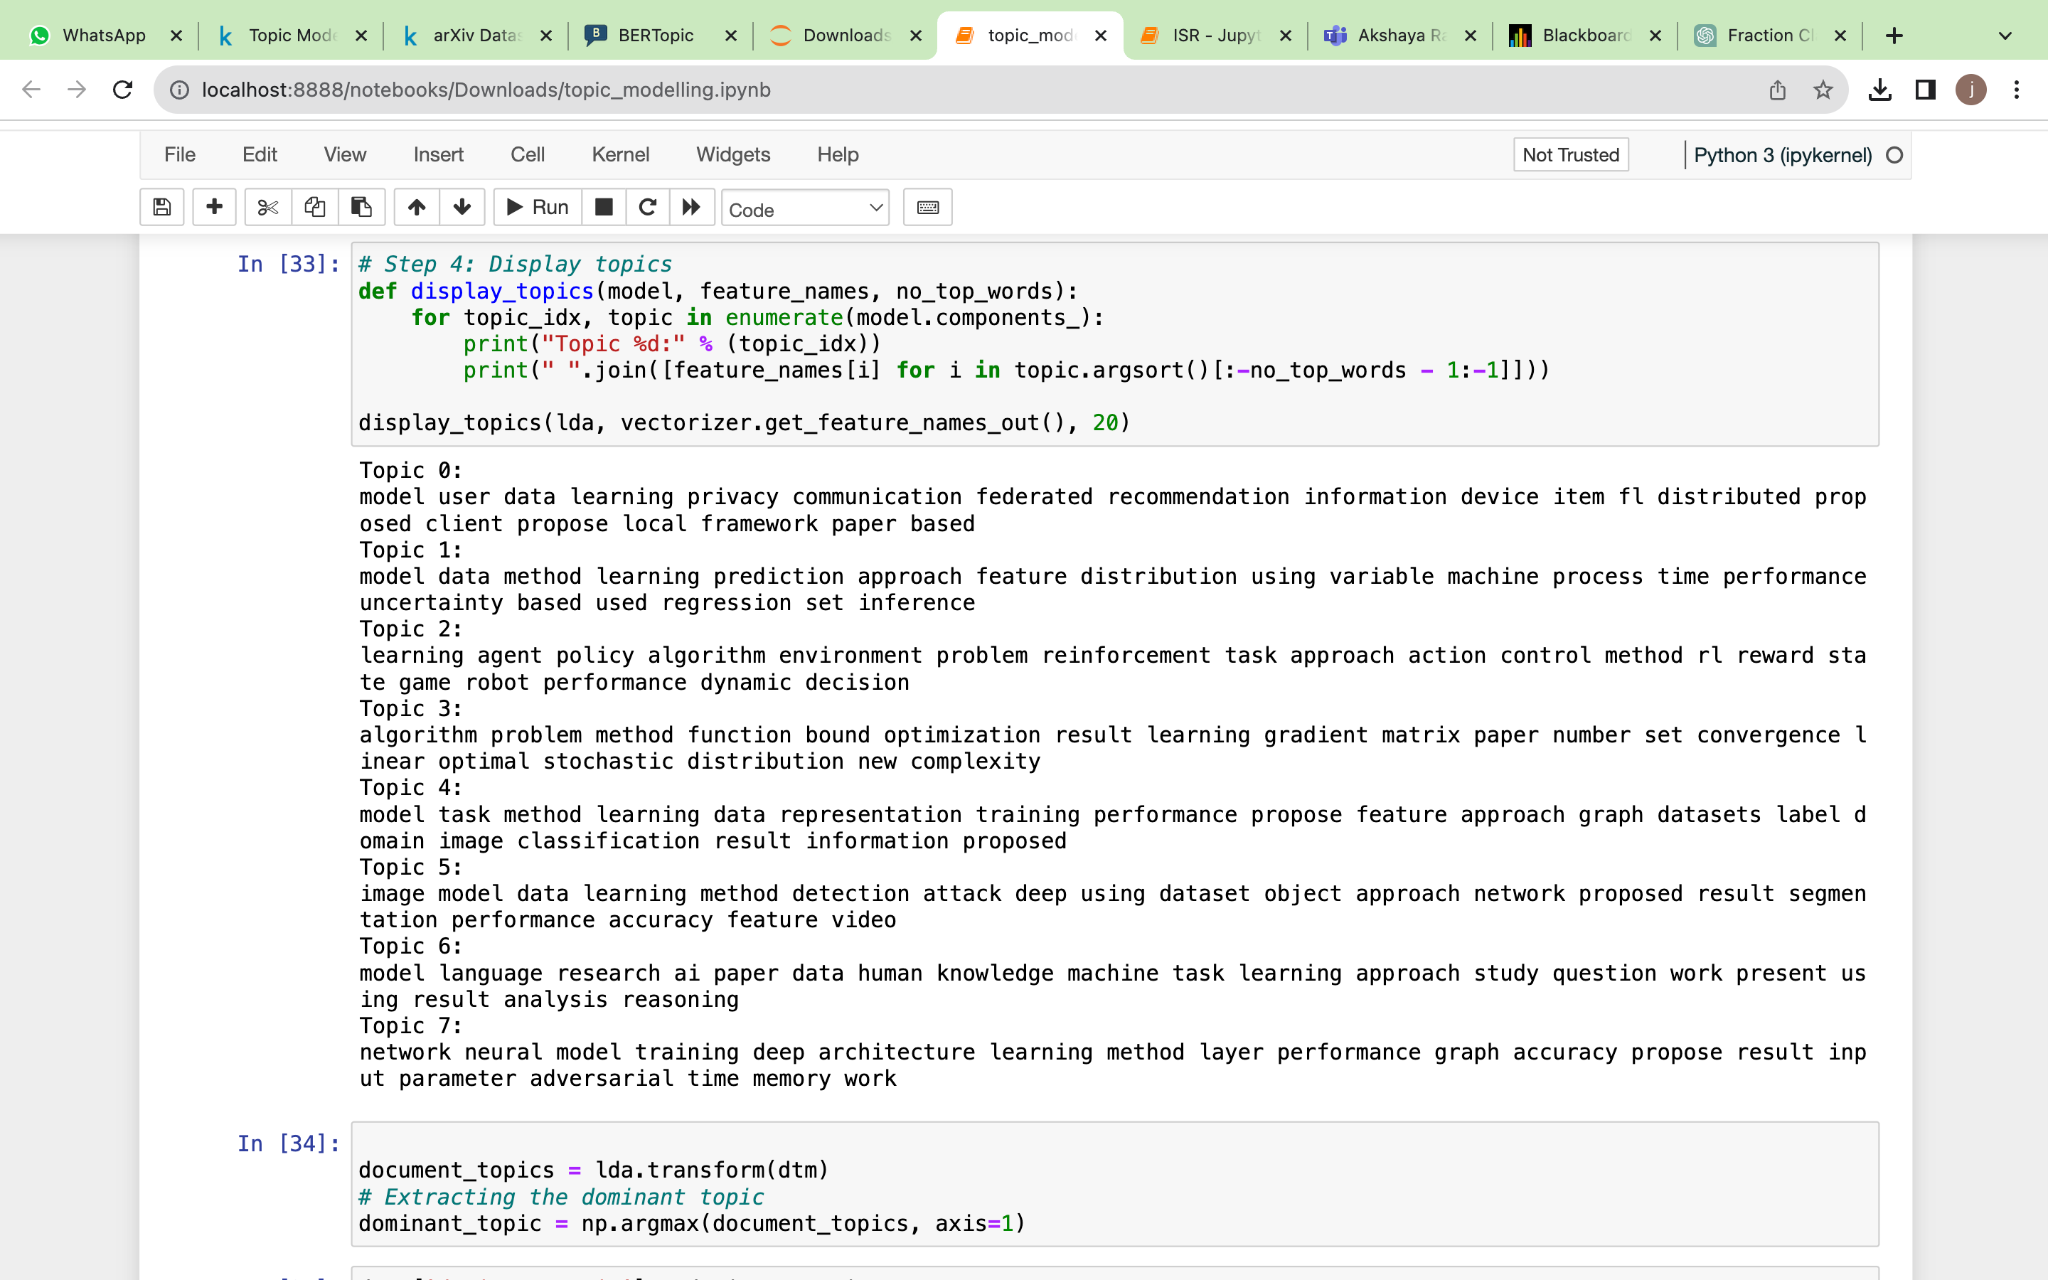 WhatsApp
Topic Mode
arXiv Datas
BERTopic
Downloads
topic_mod
ISR - Jupyt
Akshaya Ra
Blackboard
Fraction Cl
localhost:8888/notebooks/Downloads/topic_modelling.ipynb
j
File Edit View Insert Cell Kernel Widgets Help
Not Trusted
Python 3 (ipykernel)
Run
Code
In [33]:
# Step 4: Display topics
def display_topics(model, feature_names, no_top_words):
    for topic_idx, topic in enumerate(model.components_):
        print("Topic %d:" % (topic_idx))
        print(" ".join([feature_names[i] for i in topic.argsort()[:-no_top_words - 1:-1]]))
display_topics(lda, vectorizer.get_feature_names_out(), 20)
Topic 0:
model user data learning privacy communication federated recommendation information device item fl distributed prop
osed client propose local framework paper based
Topic 1:
model data method learning prediction approach feature distribution using variable machine process time performance
uncertainty based used regression set inference
Topic 2:
learning agent policy algorithm environment problem reinforcement task approach action control method rl reward sta
te game robot performance dynamic decision
Topic 3:
algorithm problem method function bound optimization result learning gradient matrix paper number set convergence l
inear optimal stochastic distribution new complexity
Topic 4:
model task method learning data representation training performance propose feature approach graph datasets label d
omain image classification result information proposed
Topic 5:
image model data learning method detection attack deep using dataset object approach network proposed result segmen
tation performance accuracy feature video
Topic 6:
model language research ai paper data human knowledge machine task learning approach study question work present us
ing result analysis reasoning
Topic 7:
network neural model training deep architecture learning method layer performance graph accuracy propose result inp
ut parameter adversarial time memory work
In [34]:
document_topics = lda.transform(dtm)
# Extracting the dominant topic
dominant_topic = np.argmax(document_topics, axis=1)